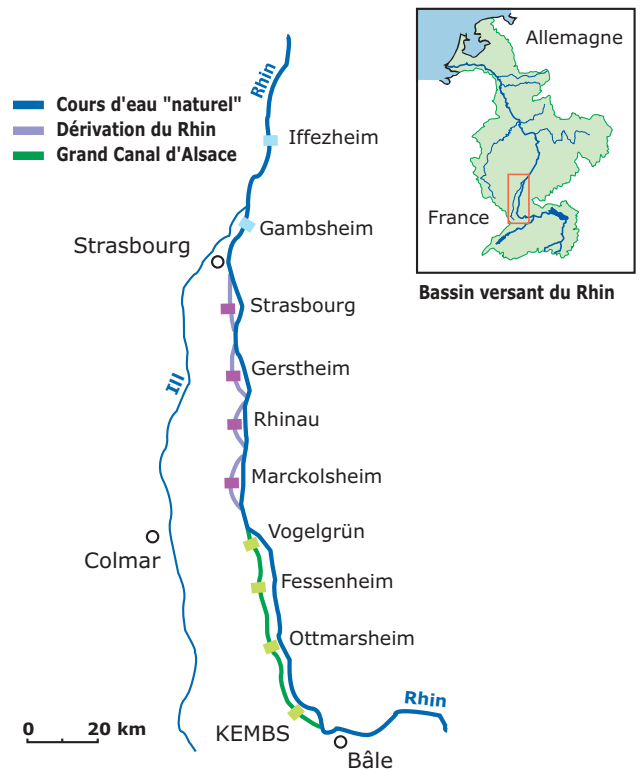 Rhin
Cours d'eau "naturel"
Dérivation du Rhin
Grand Canal d'Alsace
Iffezheim
Gambsheim
Strasbourg
Strasbourg
Gerstheim
Ill
Rhinau
Marckolsheim
Vogelgrün
Colmar
Fessenheim
Ottmarsheim
Rhin
0 20 km
KEMBS
Bâle
Allemagne
France
Bassin versant du Rhin